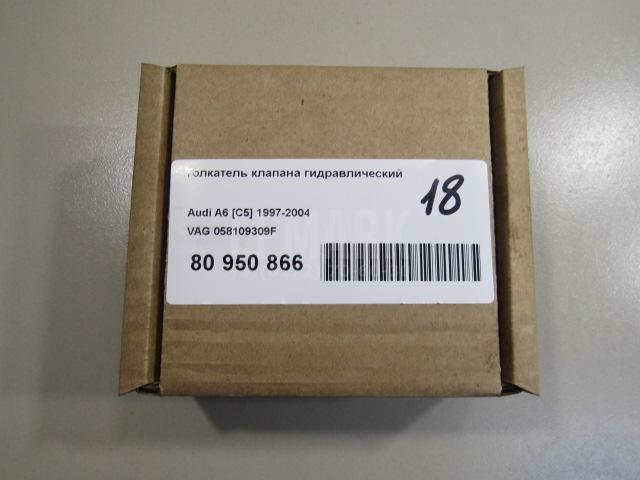 Толкатель клапана гидравлический
18
Audi A6 [C5] 1997-2004
VAG 058109309F
80 950 866